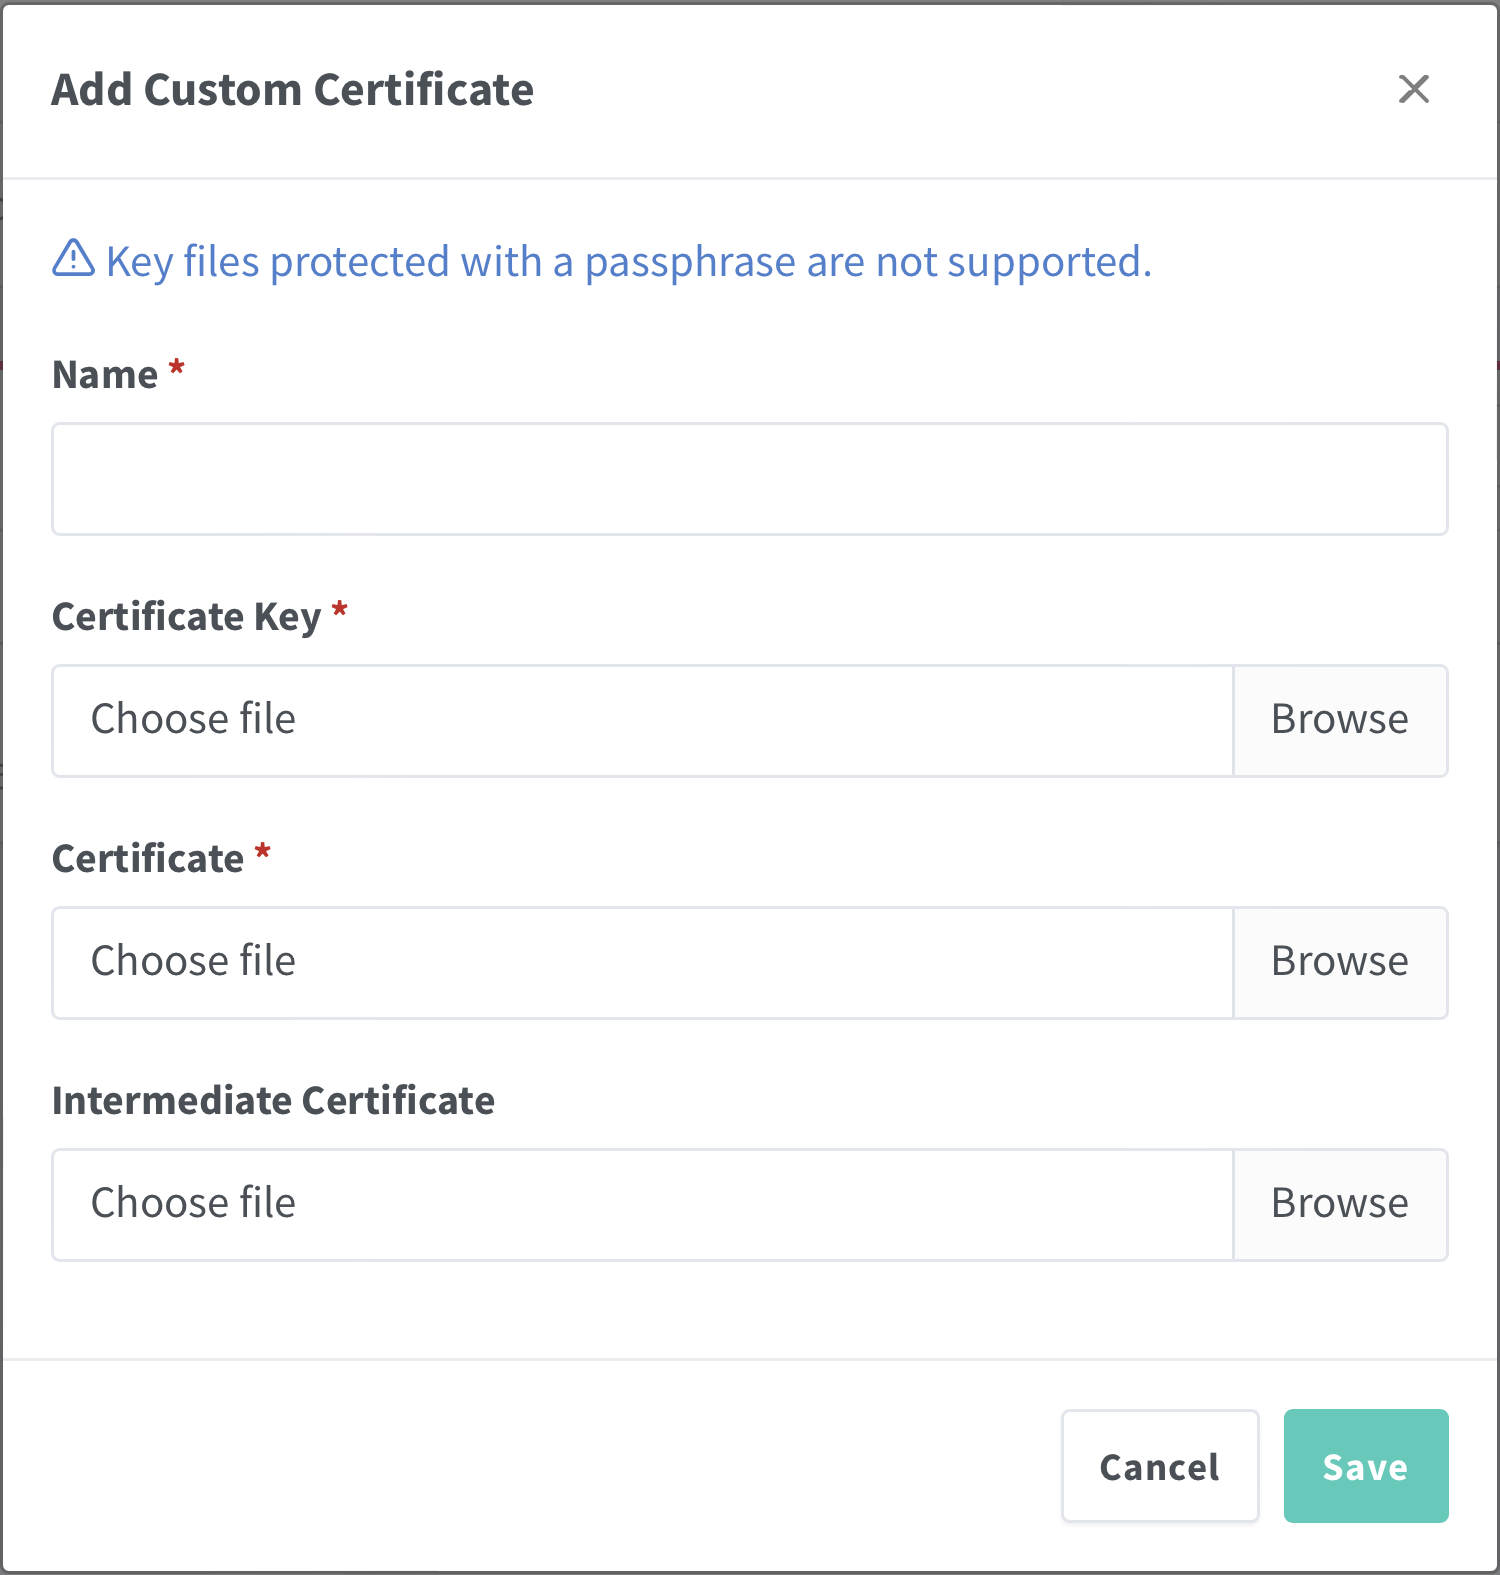 Add Custom Certificate
Key files protected with a passphrase are not supported.
Name *
Certificate Key *
Choose file Browse
Certificate *
Choose file Browse
Intermediate Certificate
Choose file Browse
Cancel Save